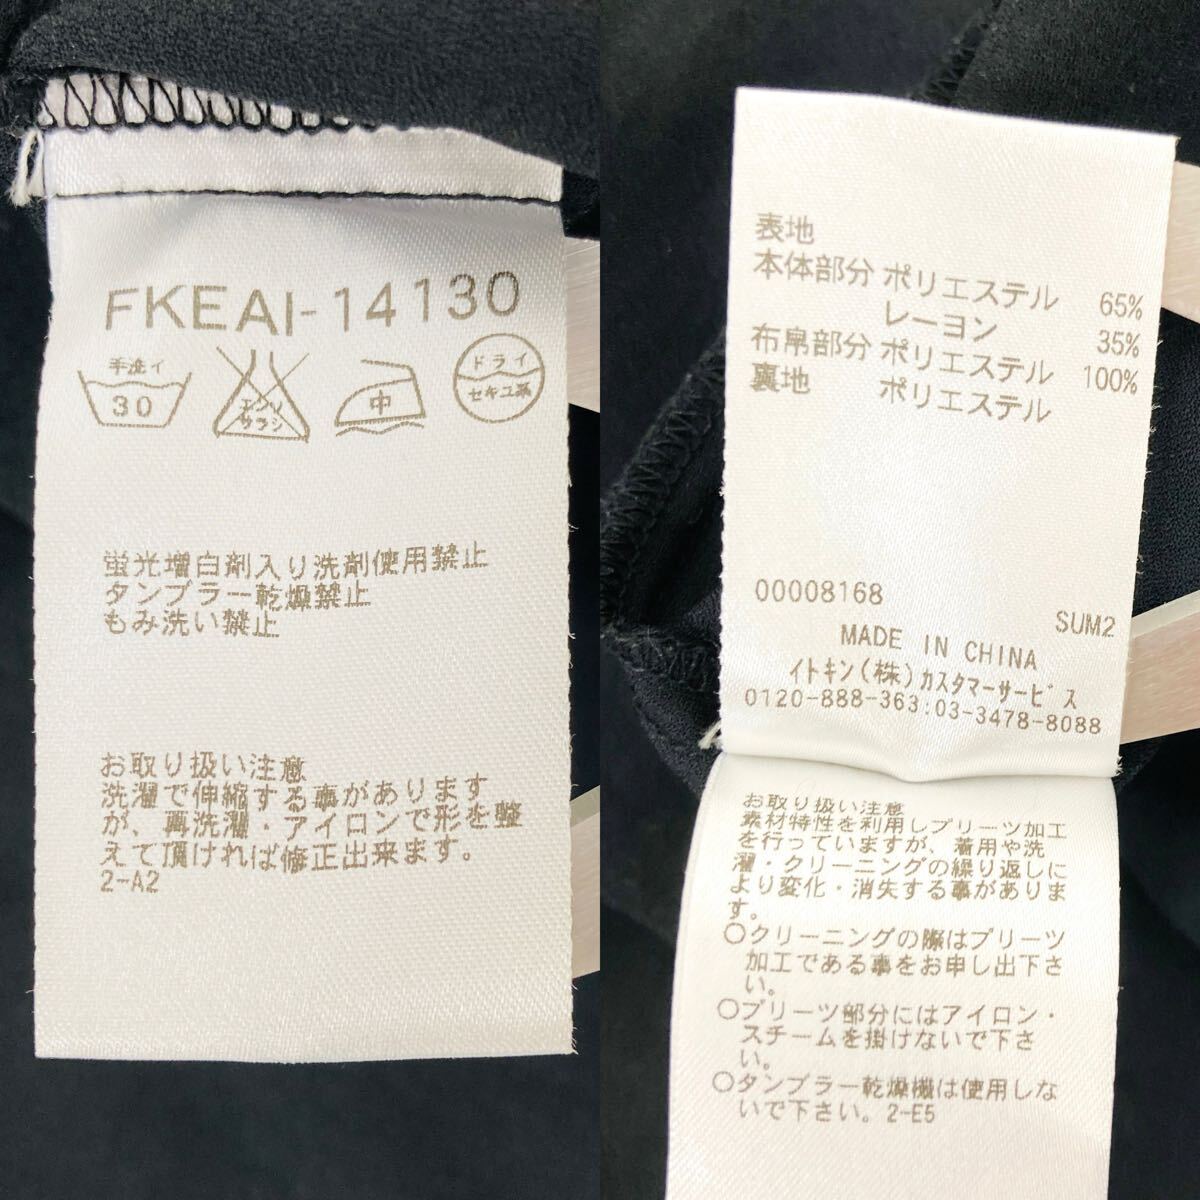 FKEAI-14130
手洗イ
30
エンソ
サラシ
中
ドライ
セキユ系
蛍光増白剤入り洗剤使用禁止
タンブラー乾燥禁止
もみ洗い禁止
お取り扱い注意
洗濯で伸縮する事があります
が、再洗濯・アイロンで形を整
えて頂ければ修正出来ます。
2-A2
表地
本体部分 ポリエステル 65%
レーヨン 35%
布帛部分 ポリエステル 100%
裏地 ポリエステル
00008168
SUM2
MADE IN CHINA
イトキン(株)カスタマーサービス
0120-888-363:03-3478-8088
お取り扱い注意
素材特性を利用しプリーツ加工
を行っていますが、着用や洗
濯・クリーニングの繰り返しに
より変化・消失する事がありま
す。
○クリーニングの際はプリーツ
加工である事をお申し出下さ
い。
○プリーツ部分にはアイロン・
スチームを掛けないで下さ
い。
○タンブラー乾燥機は使用しな
いで下さい。2-E5